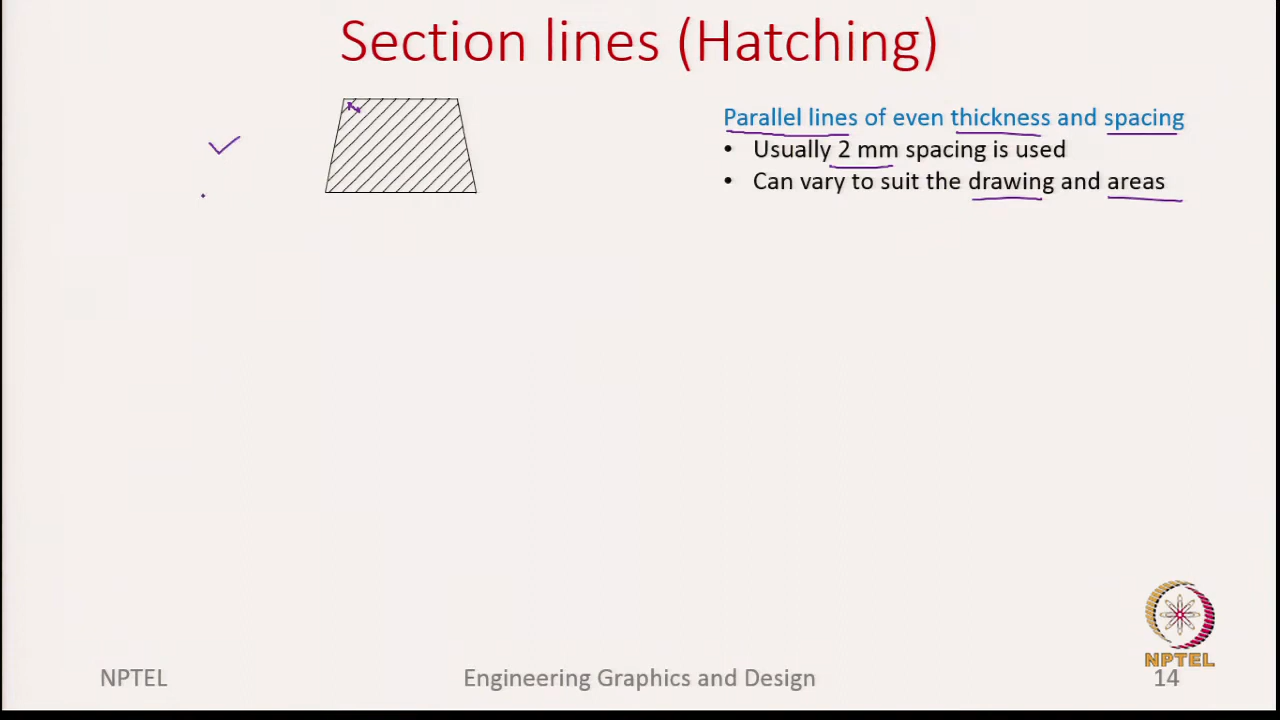 Section lines (Hatching)
Parallel lines of even thickness and spacing
• Usually 2 mm spacing is used
• Can vary to suit the drawing and areas
NPTEL
NPTEL
Engineering Graphics and Design
14